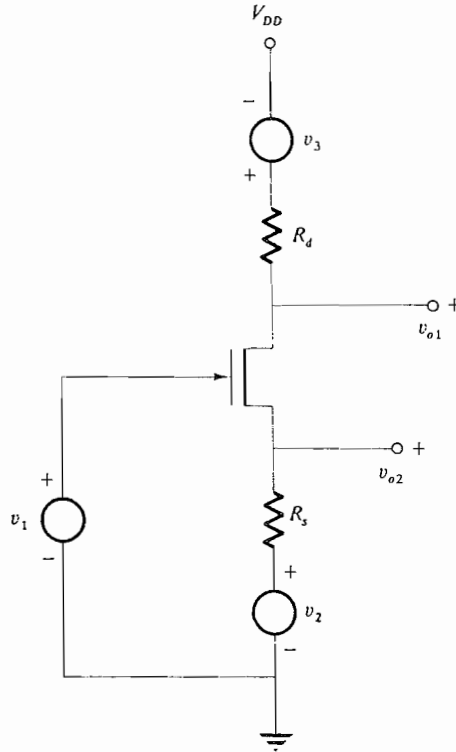 V_DD
−
v_3
+
R_d
+
v_o1
+
v_o2
+
v_1
−
R_s
+
v_2
−